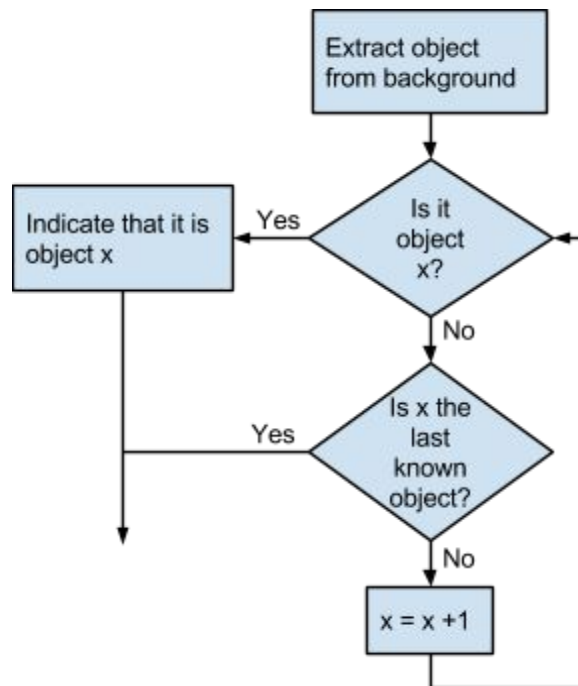 Extract object
from background
Is it
object
x?
Yes
Indicate that it is
object x
No
Is x the
last
known
object?
Yes
No
x = x +1